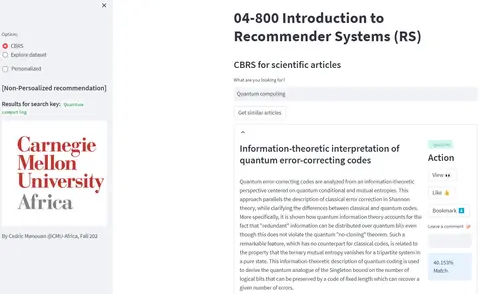 Option:
CBRS
Explore dataset
Personalized
[Non-Persoalized recommendation]
Results for search key: Quantum
computing
Carnegie
Mellon
University
Africa
By Cedric Manouan @CMU-Africa, Fall 202
04-800 Introduction to
Recommender Systems (RS)
CBRS for scientific articles
What are you looking for?
Quantum computing
Get similar articles
Information-theoretic interpretation of
quantum error-correcting codes
Quantum error-correcting codes are analyzed from an information-theoretic
perspective centered on quantum conditional and mutual entropies. This
approach parallels the description of classical error correction in Shannon
theory, while clarifying the differences between classical and quantum codes.
More specifically, it is shown how quantum information theory accounts for the
fact that "redundant" information can be distributed over quantum bits even
though this does not violate the quantum "no-cloning" theorem. Such a
remarkable feature, which has no counterpart for classical codes, is related to
the property that the ternary mutual entropy vanishes for a tripartite system in
a pure state. This information-theoretic description of quantum coding is used
to derive the quantum analogue of the Singleton bound on the number of
logical bits that can be preserved by a code of fixed length which can recover a
given number of errors.
Action
View
Like
Bookmark
Leave a comment
40.153%
Match.